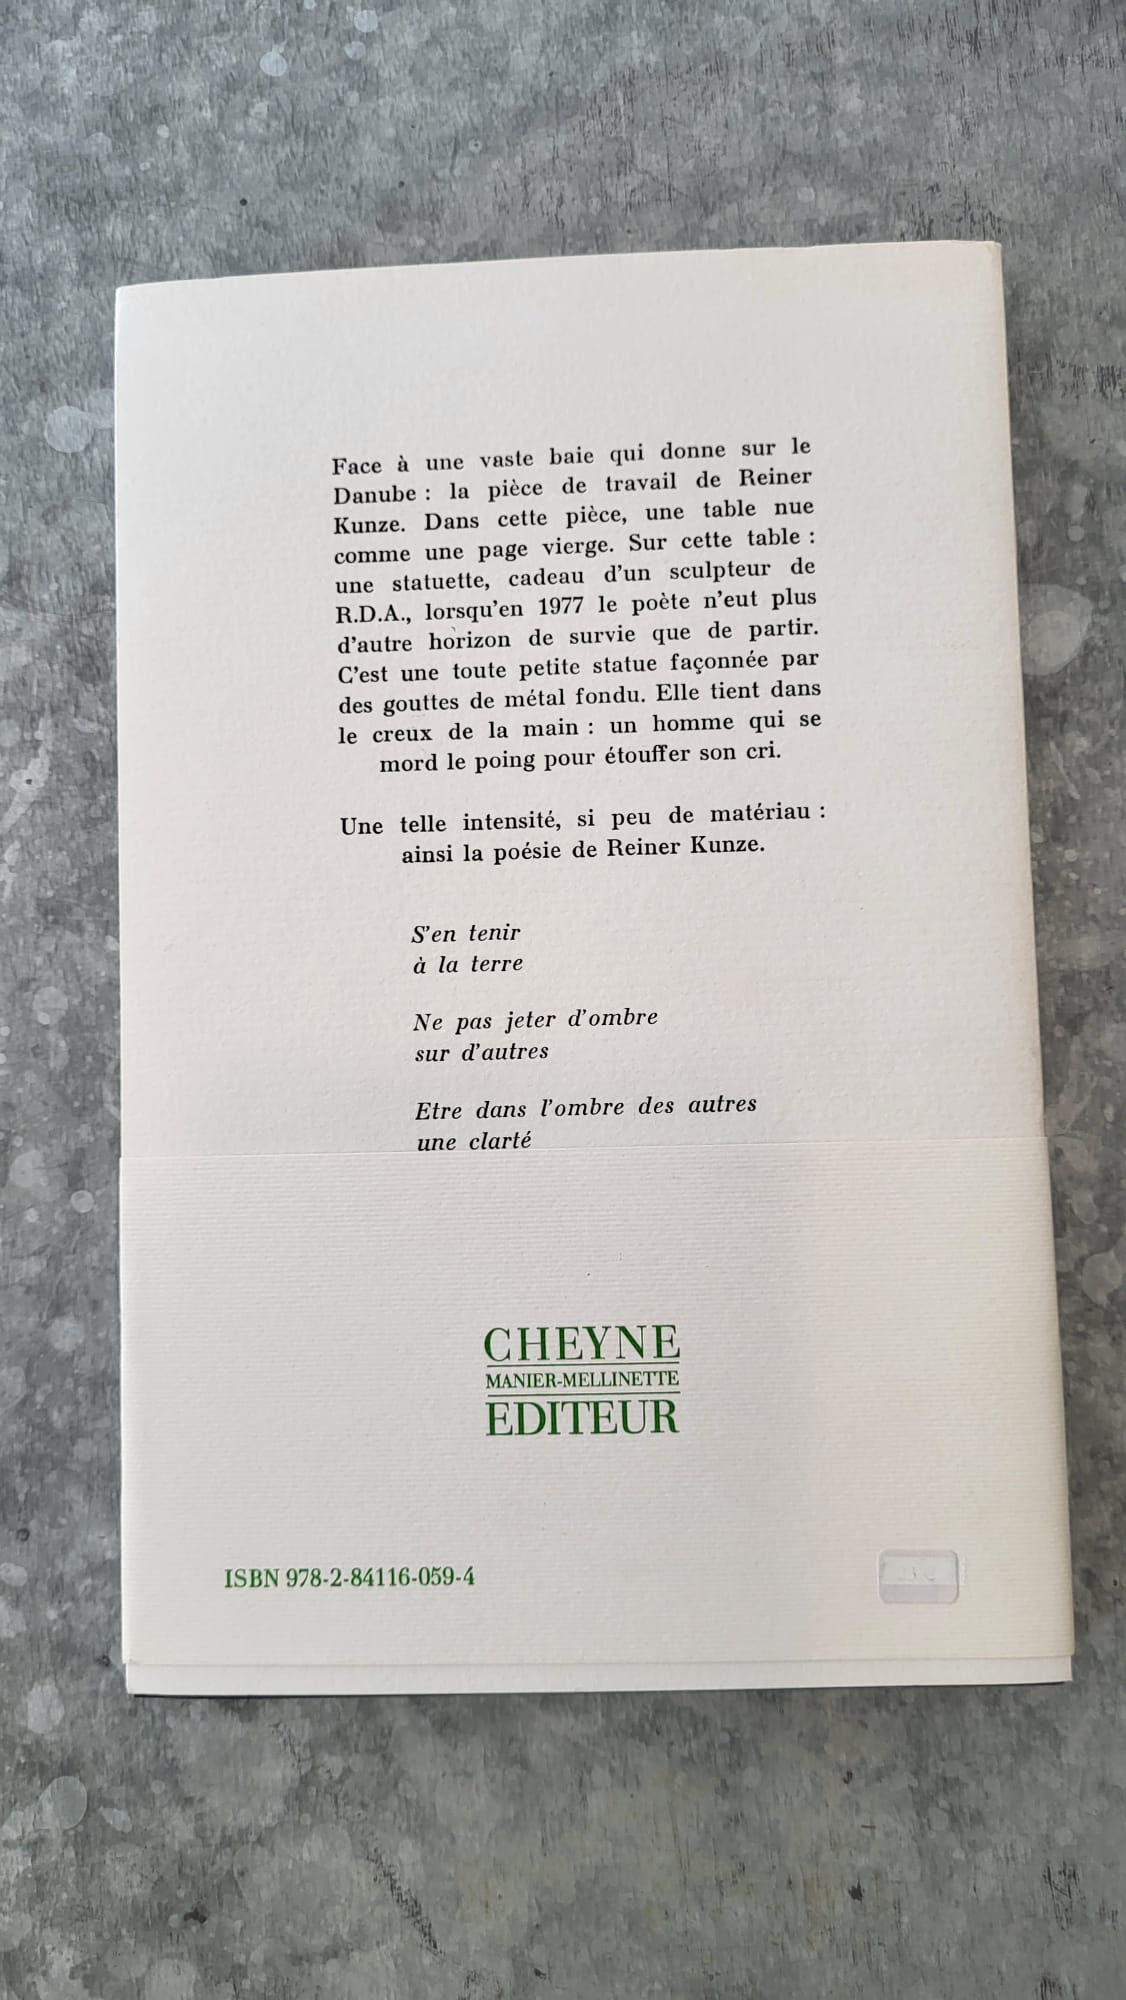 Face à une vaste baie qui donne sur le
Danube : la pièce de travail de Reiner
Kunze. Dans cette pièce, une table nue
comme une page vierge. Sur cette table :
une statuette, cadeau d'un sculpteur de
R.D.A., lorsqu'en 1977 le poète n'eut plus
d'autre horizon de survie que de partir.
C'est une toute petite statue façonnée par
des gouttes de métal fondu. Elle tient dans
le creux de la main : un homme qui se
mord le poing pour étouffer son cri.
Une telle intensité, si peu de matériau :
ainsi la poésie de Reiner Kunze.
S'en tenir
à la terre
Ne pas jeter d'ombre
sur d'autres
Etre dans l'ombre des autres
une clarté
CHEYNE
MANIER-MELLINETTE
EDITEUR
ISBN 978-2-84116-059-4